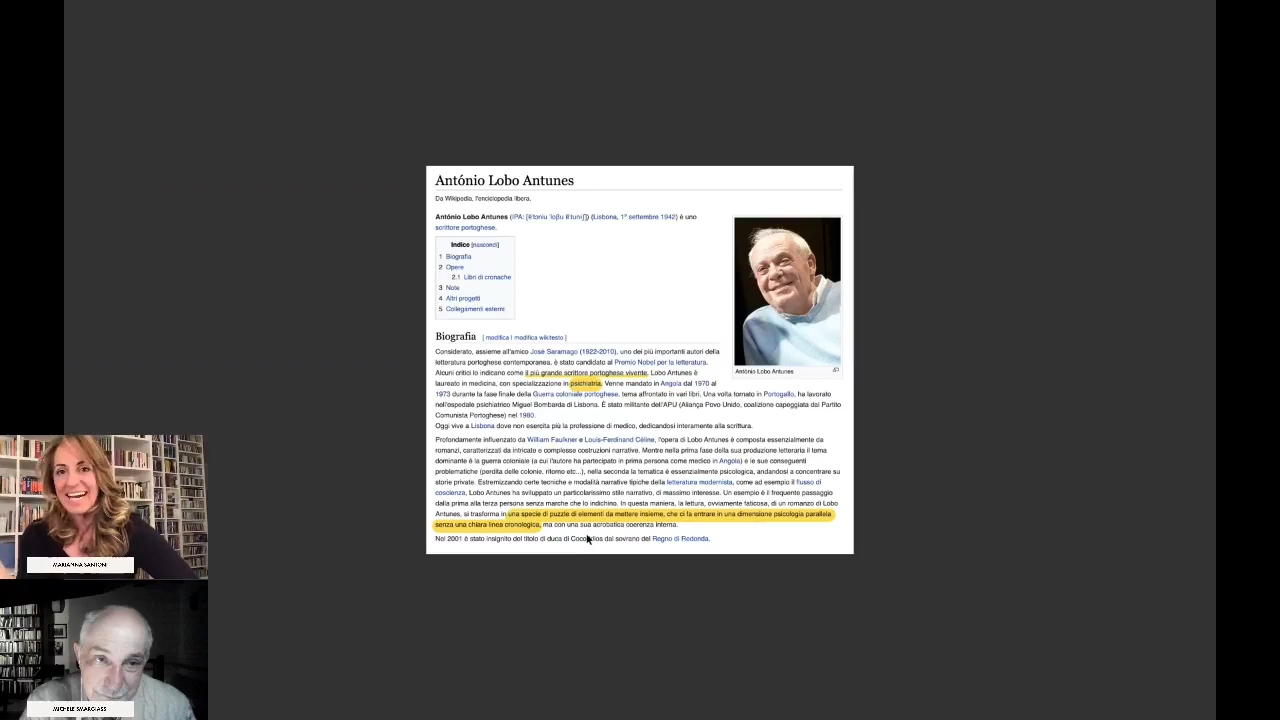 António Lobo Antunes
Da Wikipedia, l'enciclopedia libera.
António Lobo Antunes (IPA: (Lisbona, 1º settembre 1942) è uno
scrittore portoghese.
Indice [nascondi]
1 Biografia
2 Opere
2.1 Libri di cronache
3 Note
4 Altri progetti
5 Collegamenti esterni
António Lobo Antunes
Biografia [ modifica | modifica wikitesto ]
Considerato, assieme all'amico José Saramago (1922-2010), uno dei più importanti autori della
letteratura portoghese contemporanea, è stato candidato al Premio Nobel per la letteratura.
Alcuni critici lo indicano come il più grande scrittore portoghese vivente. Lobo Antunes è
laureato in medicina, con specializzazione in psichiatria. Venne mandato in Angola dal 1970 al
1973 durante la fase finale della Guerra coloniale portoghese, tema affrontato in vari libri. Una volta tornato in Portogallo, ha lavorato
nell'ospedale psichiatrico Miguel Bombarda di Lisbona. È stato militante dell'APU (Aliança Povo Unido, coalizione capeggiata dal Partito
Comunista Portoghese) nel 1980.
Oggi vive a Lisbona dove non esercita più la professione di medico, dedicandosi interamente alla scrittura.
Profondamente influenzato da William Faulkner e Louis-Ferdinand Céline, l'opera di Lobo Antunes è composta essenzialmente da
romanzi, caratterizzati da intricate e complesse costruzioni narrative. Mentre nella prima fase della sua produzione letteraria il tema
dominante è la guerra coloniale (a cui l'autore ha partecipato in prima persona come medico in Angola) e le sue conseguenti
problematiche (perdita delle colonie, ritorno etc...), nella seconda la tematica è essenzialmente psicologica, andandosi a concentrare su
storie private. Estremizzando certe tecniche e modalità narrative tipiche della letteratura modernista, come ad esempio il flusso di
coscienza, Lobo Antunes ha sviluppato un particolarissimo stile narrativo, di massimo interesse. Un esempio è il frequente passaggio
dalla prima alla terza persona senza marche che lo indichino. In questa maniera, la lettura, ovviamente faticosa, di un romanzo di Lobo
Antunes, si trasforma in una specie di puzzle di elementi da mettere insieme, che ci fa entrare in una dimensione psicologia parallela
senza una chiara linea cronologica, ma con una sua acrobatica coerenza interna.
Nel 2001 è stato insignito del titolo di duca di dal sovrano del Regno di Redonda.
MARIANNA SANTONI
MICHELE SMARGIASSI